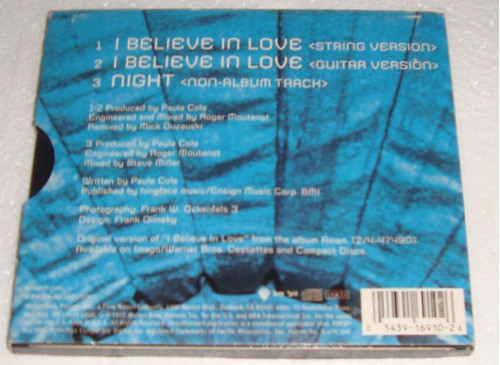 1 I BELIEVE IN LOVE <STRING VERSION>
2 I BELIEVE IN LOVE <GUITAR VERSION>
3 NIGHT <NON-ALBUM TRACK>
1-2 Produced by Paula Cole
Engineered and Mixed by Roger Moutenot
Remixed by Mick Guzauski
3 Produced by Paula Cole
Engineered by Roger Moutenot
Mixed by Steve Miller
Written by Paula Cole
Published by hingface music/Ensign Music Corp. BMI
Photography: Frank W. Ockenfels 3
Design: Frank Olinsky
Original version of "I Believe In Love" from the album Amen. (2/4-47490).
Available on Imago/Warner Bros. Cassettes and Compact Discs.
0 5439-16910-2